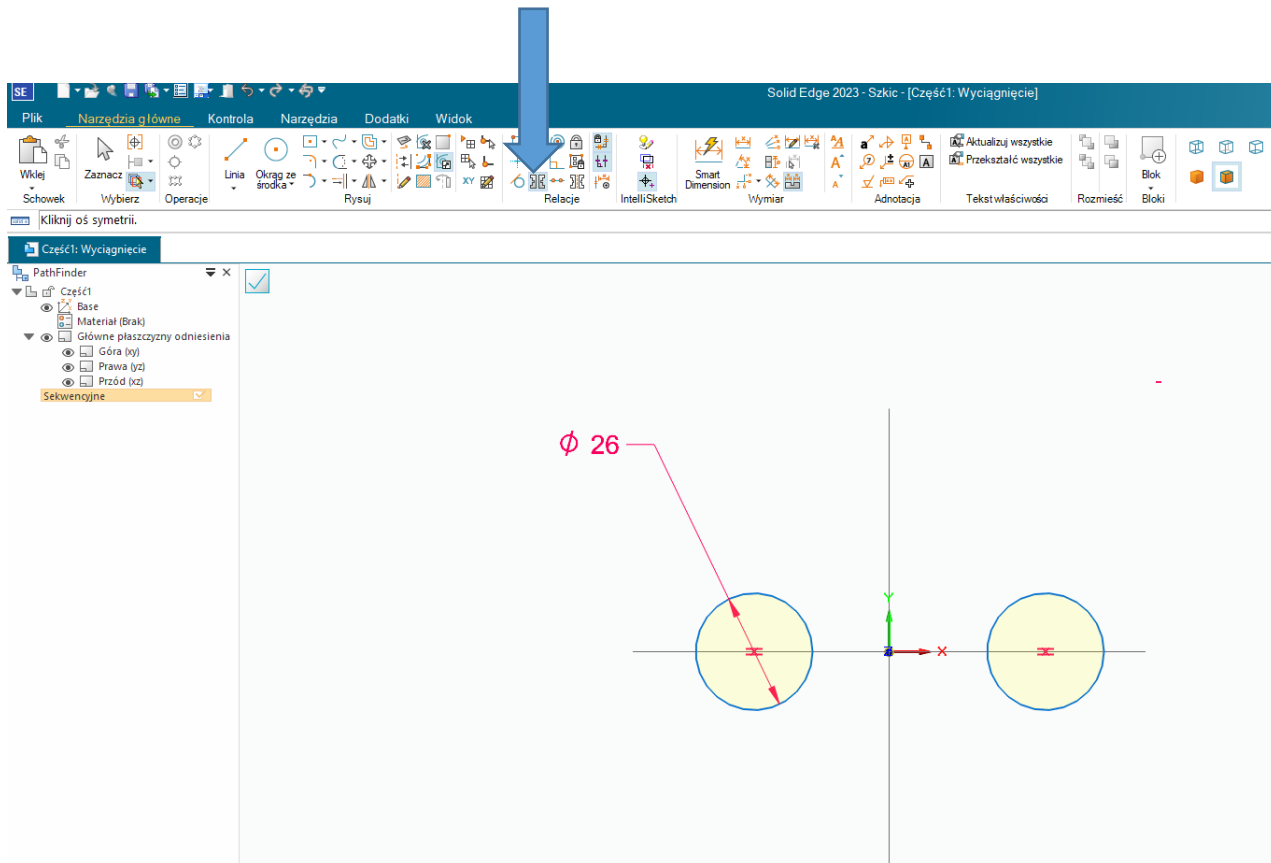 SE
Solid Edge 2023 - Szkic - [Część1: Wyciągnięcie]
Plik Narzędzia główne Kontrola Narzędzia Dodatki Widok
Wklej
Zaznacz
Linia
Okrąg ze środka
Smart Dimension
Aktualizuj wszystkie
Przekształć wszystkie
Blok
Schowek Wybierz Operacje Rysuj Relacje IntelliSketch Wymiar Adnotacja Tekst właściwości Rozmieść Bloki
Kliknij oś symetrii.
Część1: Wyciągnięcie
PathFinder
Część1
Base
Materiał (Brak)
Główne płaszczyzny odniesienia
Góra (xy)
Prawa (yz)
Przód (xz)
Sekwencyjne
ϕ 26
Y
X